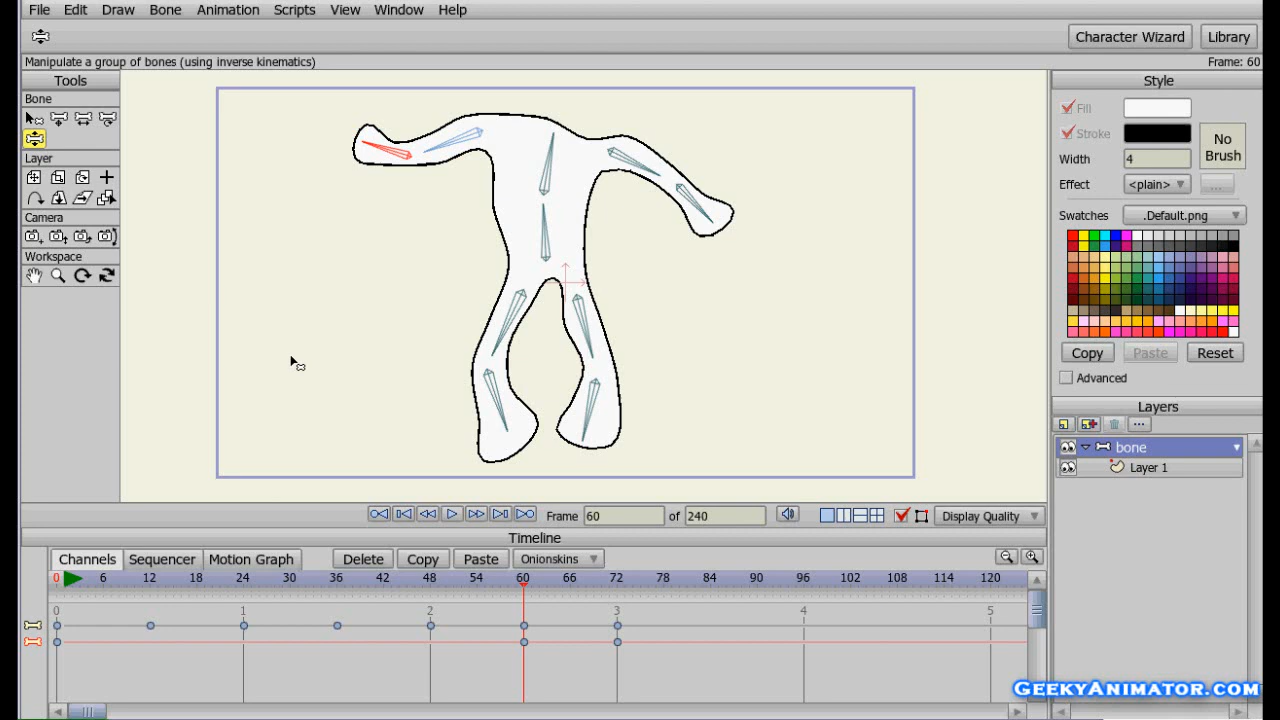 File Edit Draw Bone Animation Scripts View Window Help
Character Wizard Library
Manipulate a group of bones (using inverse kinematics) Frame: 60
Tools
Bone
Layer
Camera
Workspace
Style
Fill
Stroke
No Brush
Width 4
Effect <plain> ...
Swatches .Default.png
Copy Paste Reset
Advanced
Layers
bone
Layer 1
Frame 60 of 240 Display Quality
Timeline
Channels Sequencer Motion Graph Delete Copy Paste Onionskins
0 6 12 18 24 30 36 42 48 54 60 66 72 78 84 90 96 102 108 114 120
0 1 2 3 4 5
GeekyAnimator.com